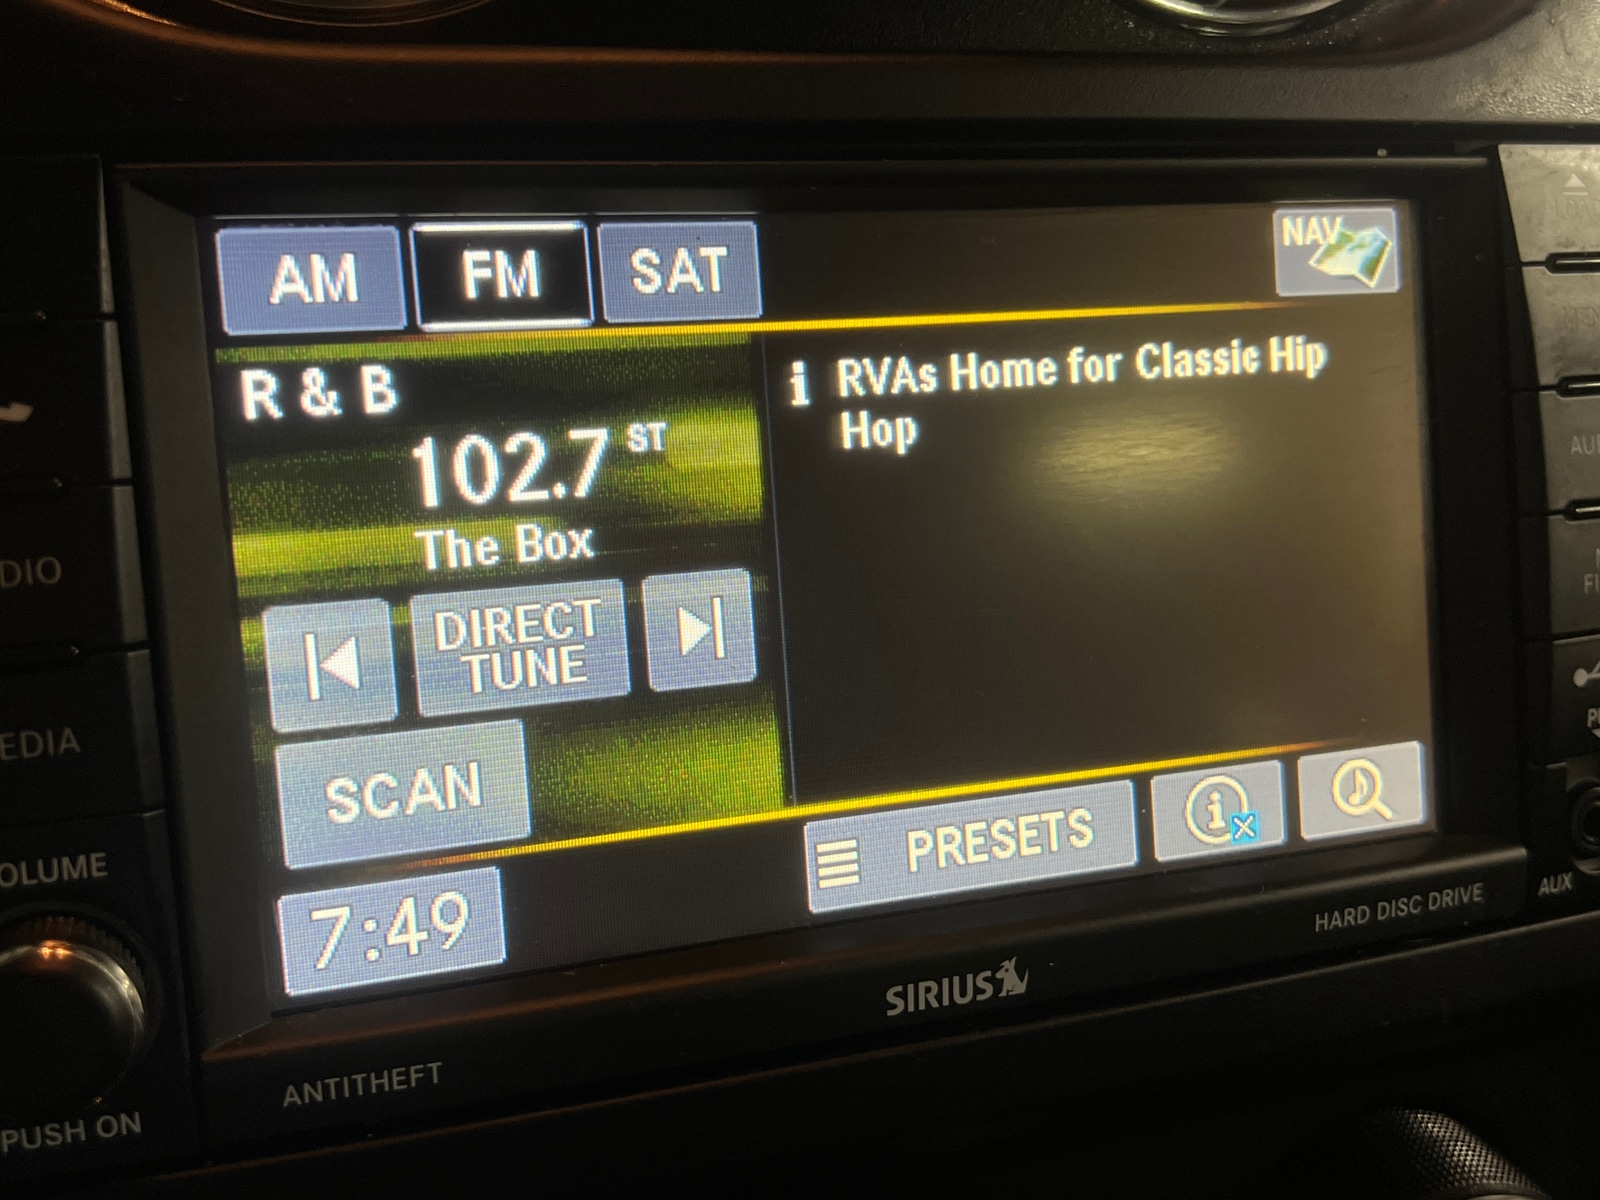 AM
FM
SAT
NAV
R & B
102.7 ST
The Box
i RVAs Home for Classic Hip
Hop
DIRECT
TUNE
SCAN
PRESETS
i
7:49
DIO
EDIA
OLUME
PUSH ON
ANTITHEFT
SIRIUS
HARD DISC DRIVE
AUX